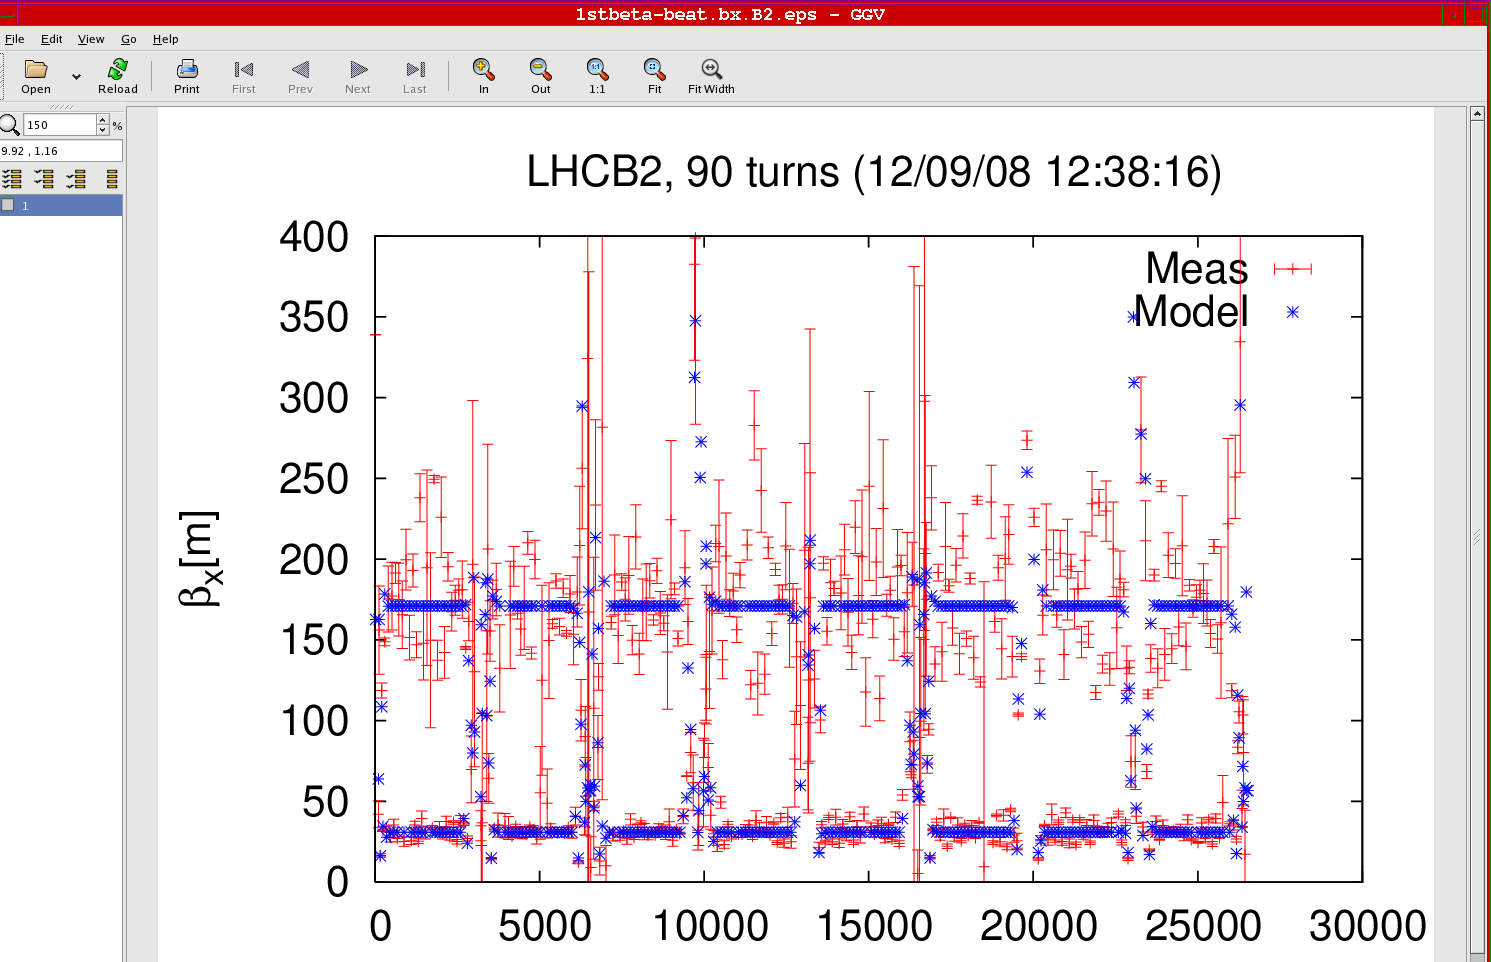 1stbeta-beat.bx.B2.eps - GGV
File Edit View Go Help
Open Reload Print First Prev Next Last In Out 1:1 Fit Fit Width
150 %
9.92 , 1.16
1
LHCB2, 90 turns (12/09/08 12:38:16)
400
350
300
250
200
150
100
50
0
βx[m]
Meas
Model
0 5000 10000 15000 20000 25000 30000